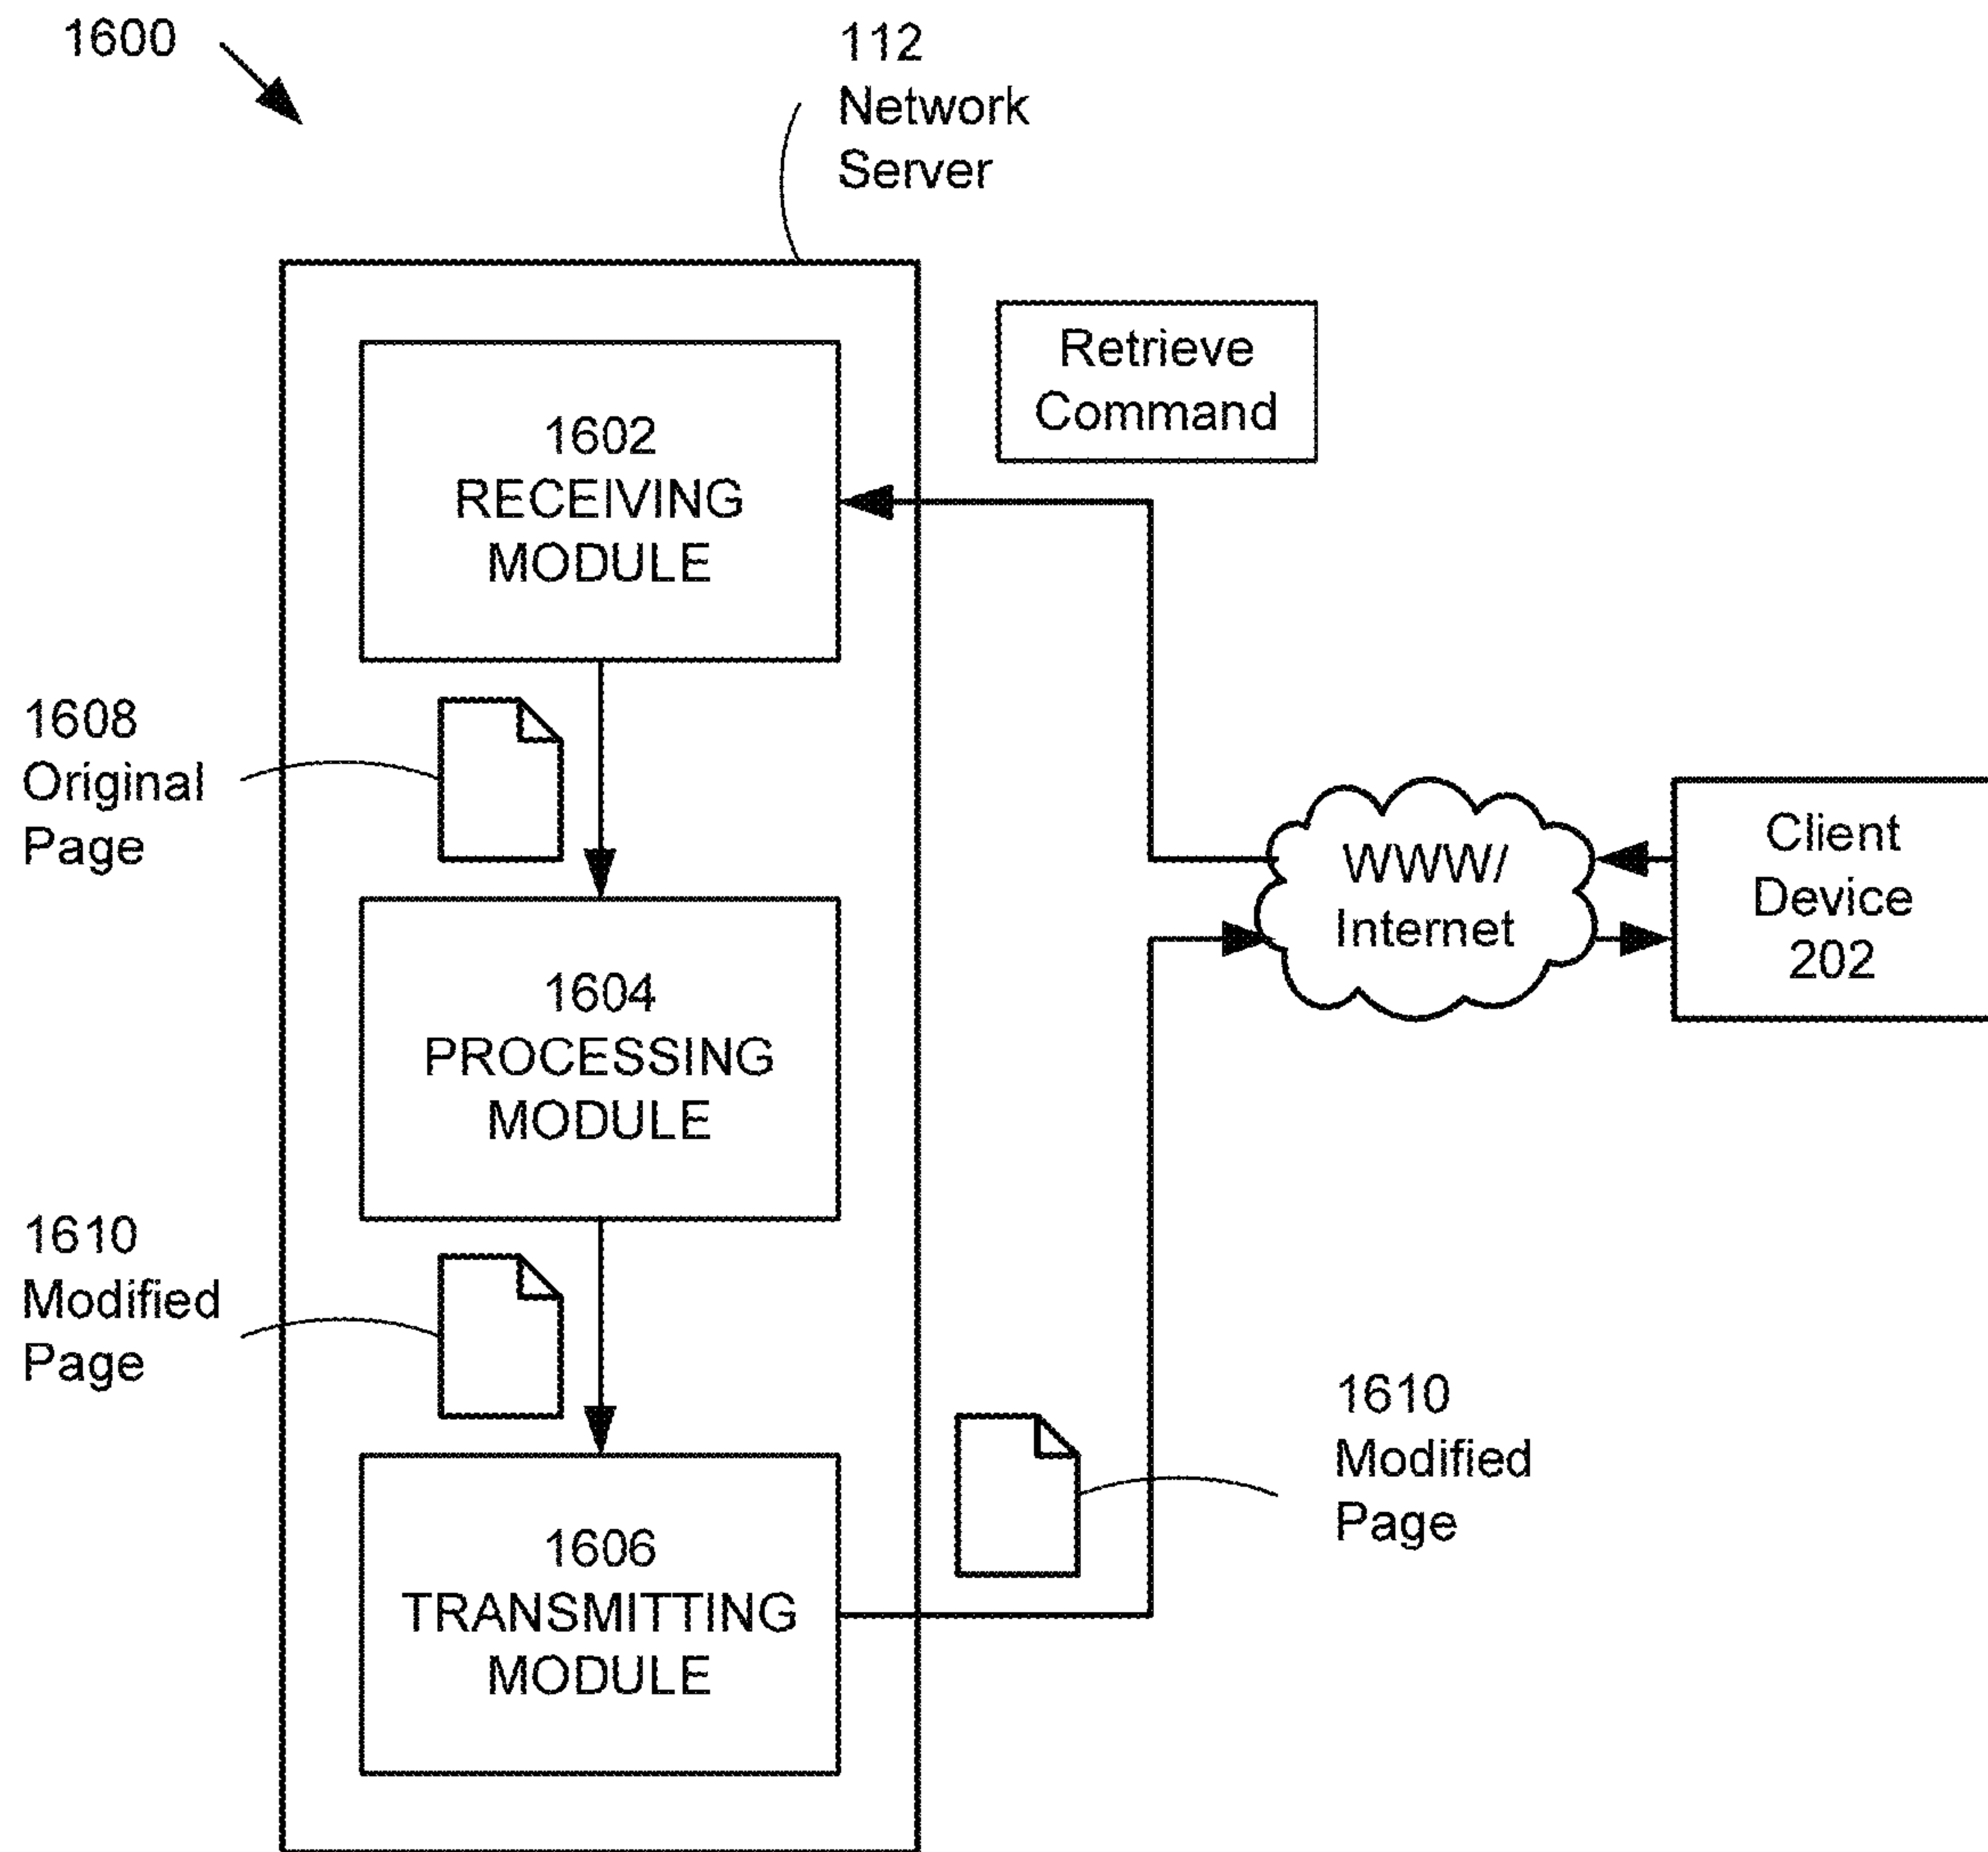 1600
112
Network
Server
Retrieve
Command
1602
RECEIVING
MODULE
1608
Original
Page
WWW/
Internet
Client
Device
202
1604
PROCESSING
MODULE
1610
Modified
Page
1610
Modified
Page
1606
TRANSMITTING
MODULE